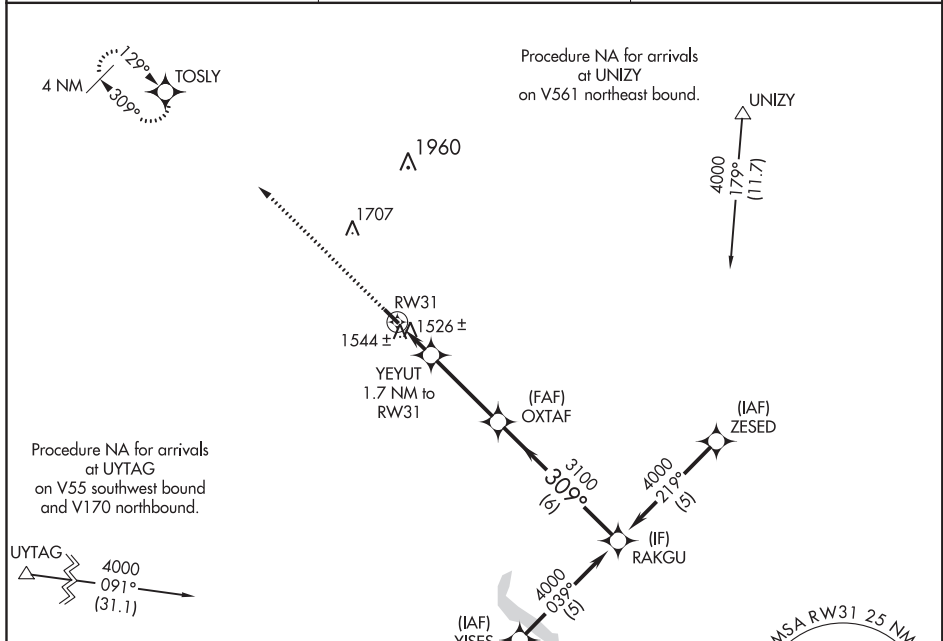 Procedure NA for arrivals
at UNIZY
on V561 northeast bound.
129°
TOSLY
4 NM
309°
UNIZY
4000
179°
(11.7)
1960
1707
RW31
1544 ±
1526 ±
YEYUT
1.7 NM to
RW31
(FAF)
OXTAF
(IAF)
ZESED
3100
309°
(6)
4000
219°
(5)
(IF)
RAKGU
Procedure NA for arrivals
at UYTAG
on V55 southwest bound
and V170 northbound.
UYTAG
4000
091°
(31.1)
4000
039°
(5)
(IAF)
MSA RW31 25 NM